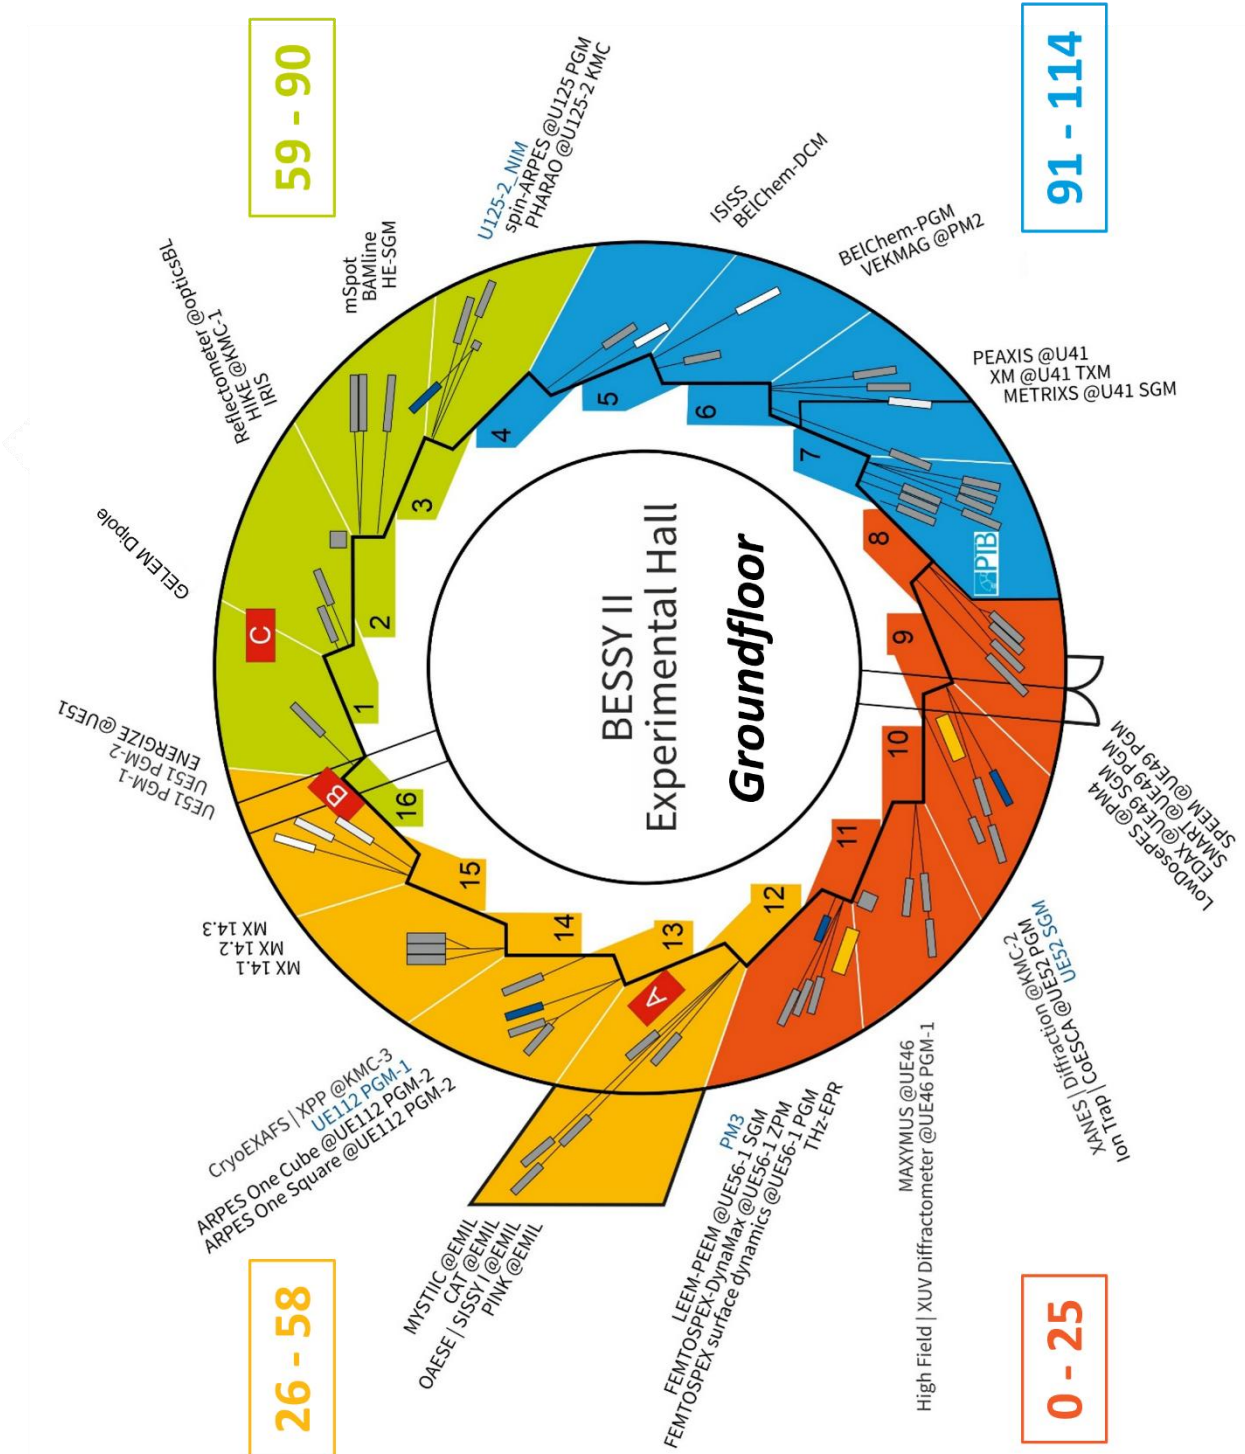 59 - 90
91 - 114
26 - 58
0 - 25
BESSY II
Experimental Hall
Groundfloor
U125-2_NIM
spin-ARPES @U125 PGM
PHARAO @U125-2 KMC
ISISS
BElChem-DCM
BElChem-PGM
VEKMAG @PM2
PEAXIS @U41
XM @U41 TXM
METRIXS @U41 SGM
PTB
SPEEM @UE49 PGM
SMART @UE49 PGM
EDAX @UE49 SGM
LowDosePES @PM4
UE52 SGM
Ion Trap | CoESCA @UE52 PGM
XANES | Diffraction @KMC-2
MAXYMUS @UE46
High Field | XUV Diffractometer @UE46 PGM-1
PM3
LEEM-PEEM @UE56-1 SGM
FEMTOSPEX-DynaMax @UE56-1 ZPM
FEMTOSPEX surface dynamics @UE56-1 PGM
THz-EPR
MYSTIIC @EMIL
CAT @EMIL
OAESE | SISSY I @EMIL
PINK @EMIL
CryoEXAFS | XPP @KMC-3
UE112 PGM-1
ARPES One Cube @UE112 PGM-2
ARPES One Square @UE112 PGM-2
MX 14.1
MX 14.2
MX 14.3
UE51 PGM-1
UE51 PGM-2
ENERGIZE @UE51
GELEM Dipole
Reflectometer @opticsBL
HIKE @KMC-1
IRIS
mSpot
BAMline
HE-SGM
1
2
3
4
5
6
7
8
9
10
11
12
13
14
15
16
A
B
C